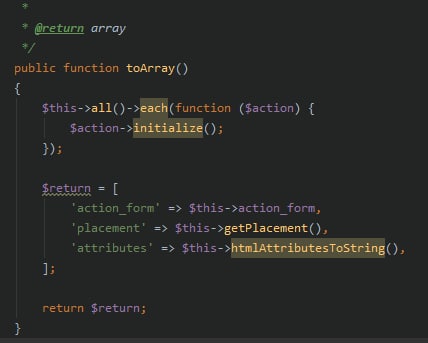 *
* @return array
*/
public function toArray()
{
$this->all()->each(function ($action) {
$action->initialize();
});
$return = [
'action_form' => $this->action_form,
'placement' => $this->getPlacement(),
'attributes' => $this->htmlAttributesToString(),
];
return $return;
}